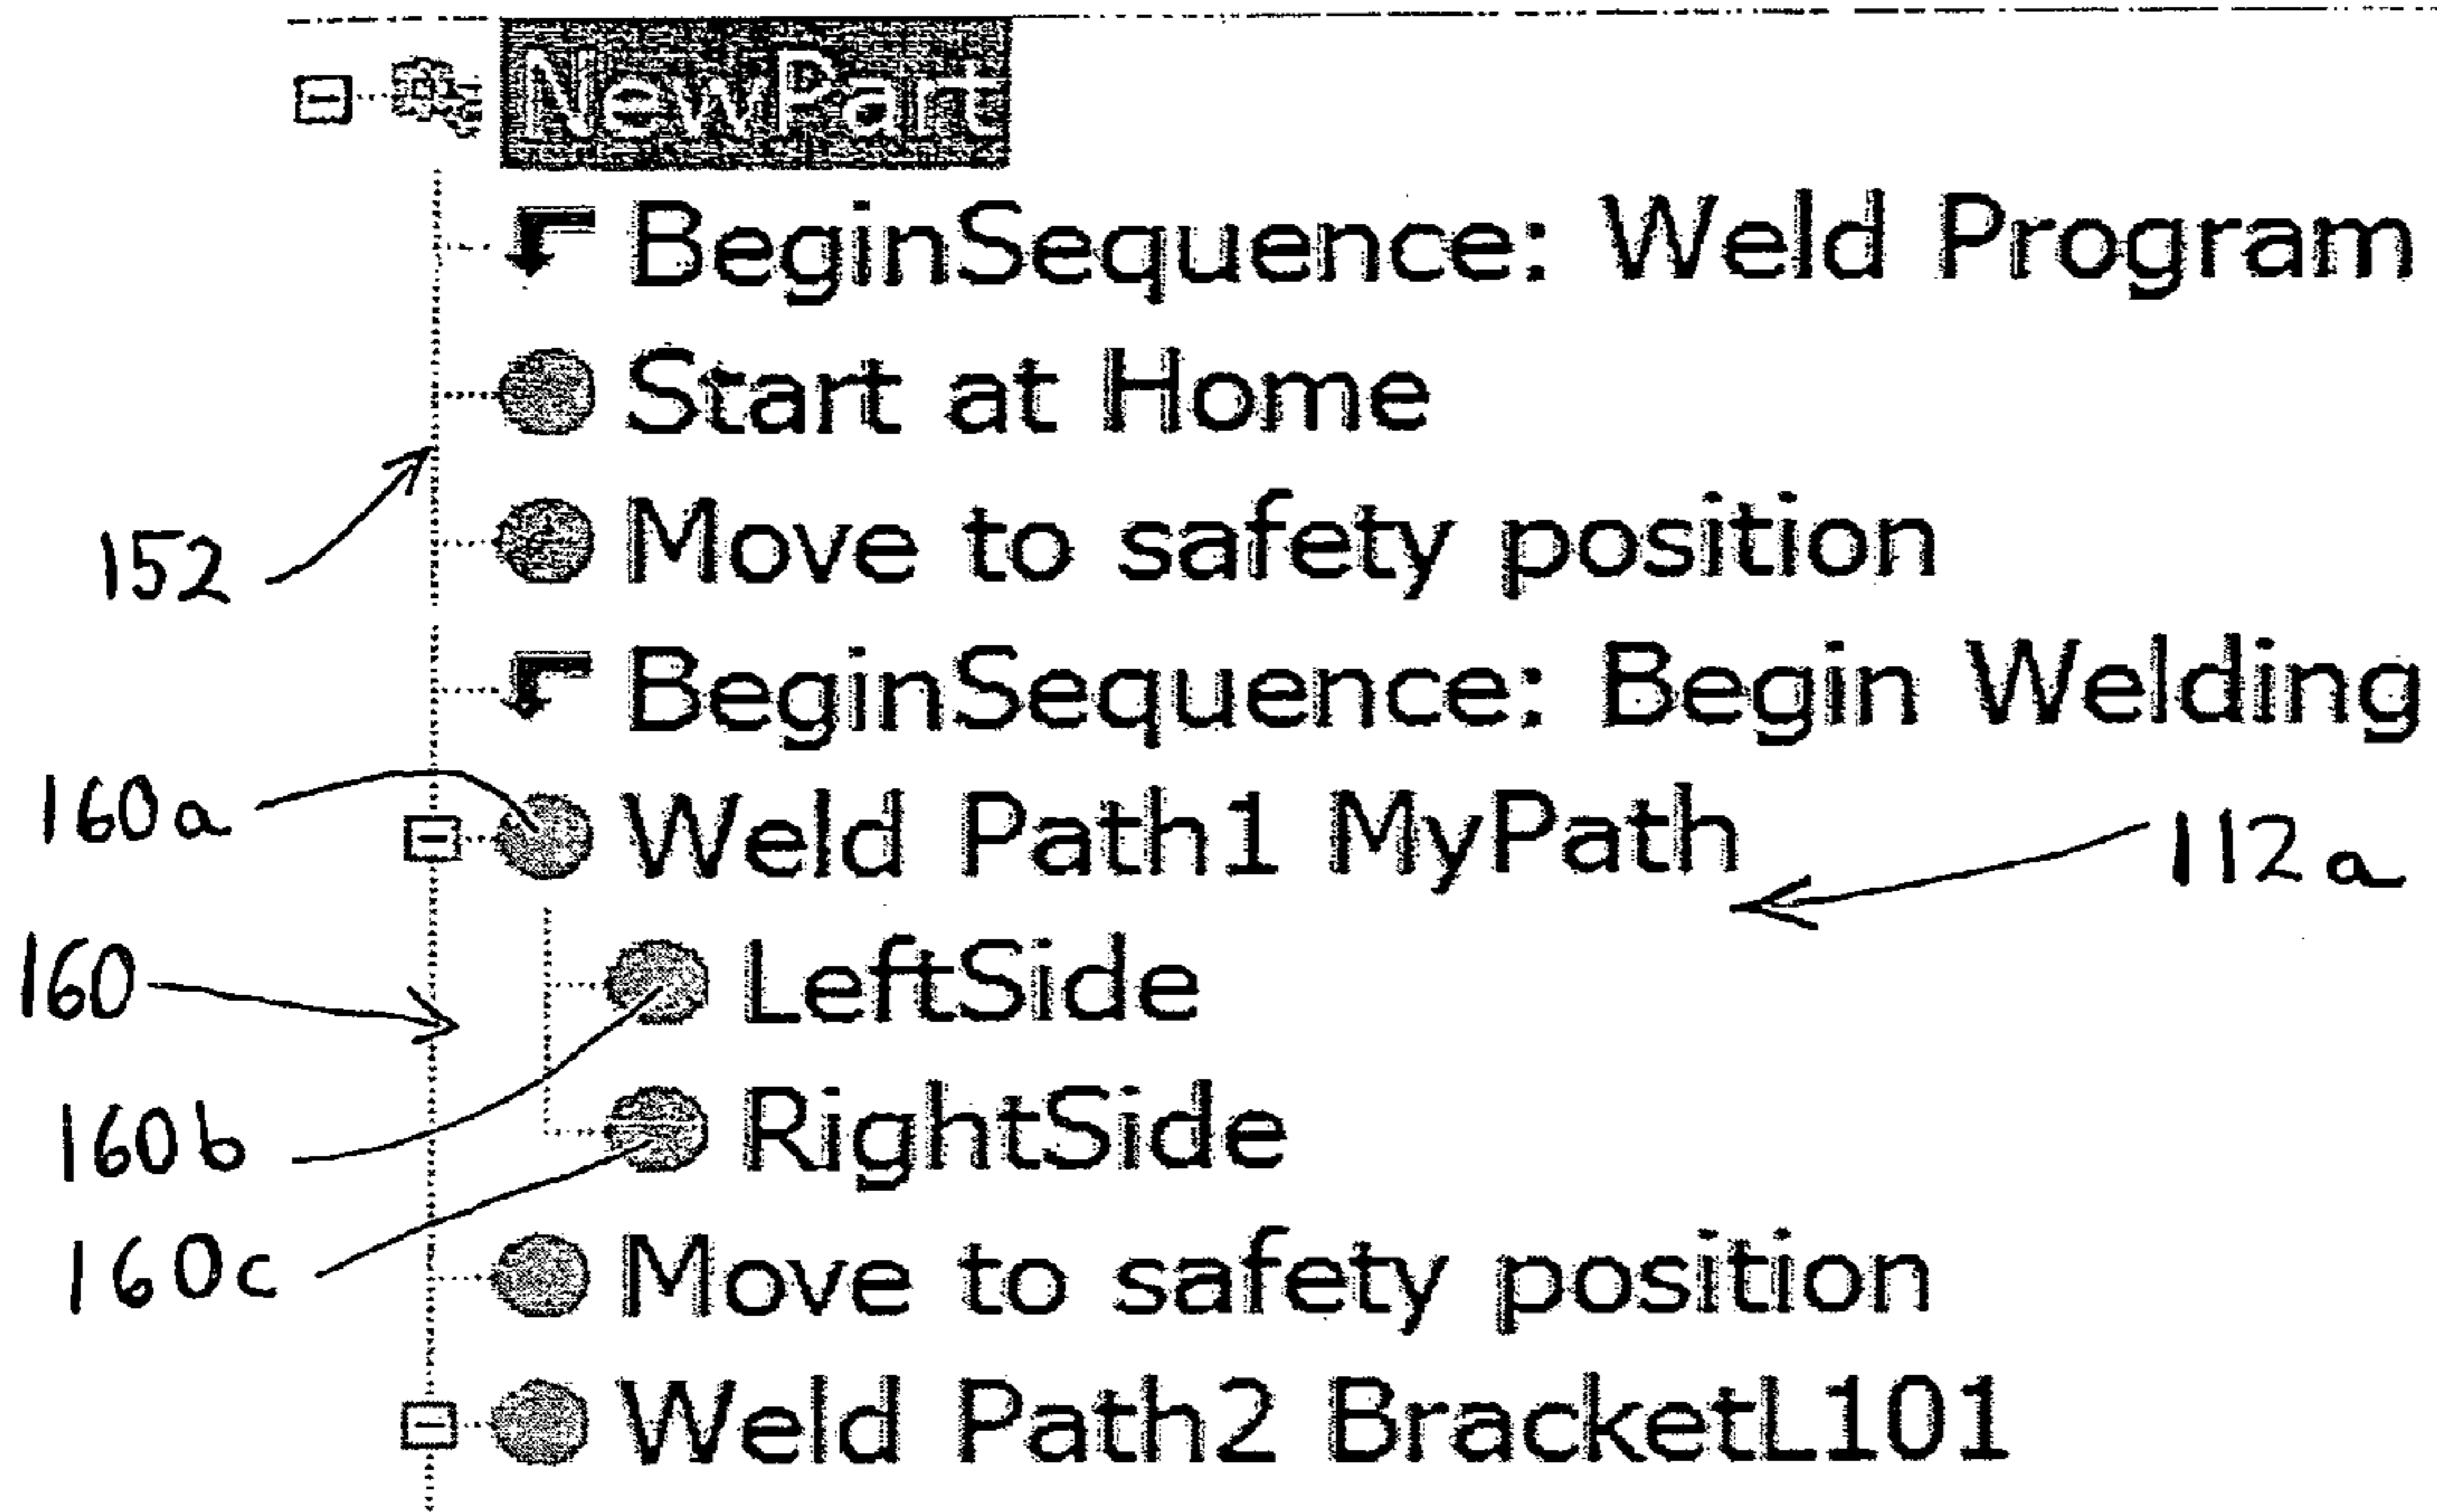 NewPart
BeginSequence: Weld Program
Start at Home
152
Move to safety position
BeginSequence: Begin Welding
160a
Weld Path1 MyPath
112a
160
LeftSide
160b
RightSide
160c
Move to safety position
Weld Path2 BracketL101